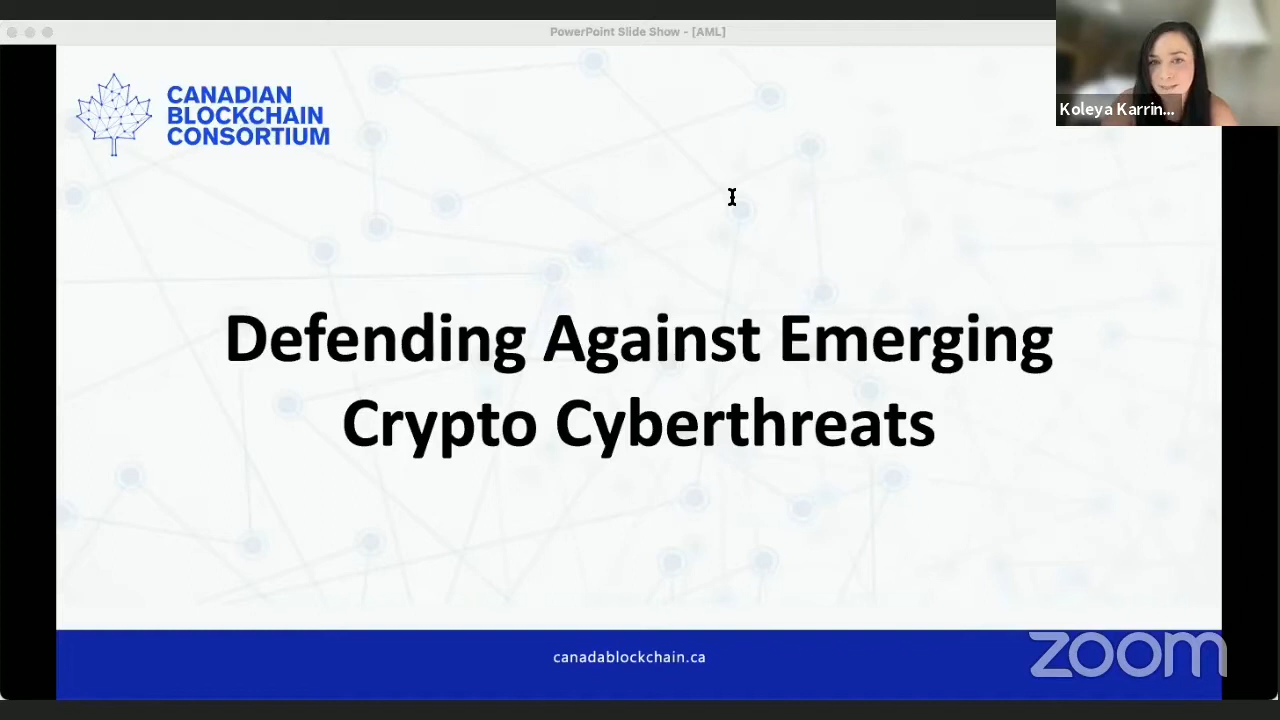 PowerPoint Slide Show - [AML]
CANADIAN
BLOCKCHAIN
CONSORTIUM
Koleya Karrin...
Defending Against Emerging
Crypto Cyberthreats
canadablockchain.ca
zoom